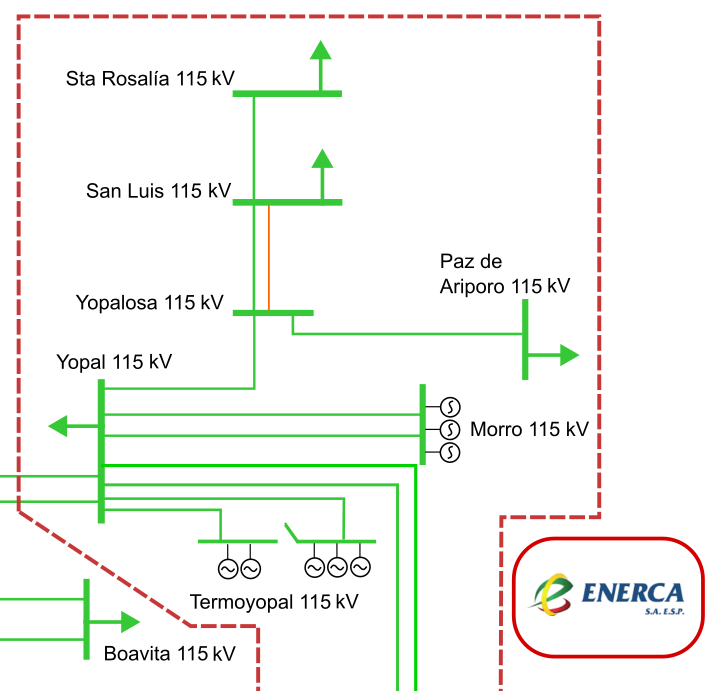 Sta Rosalía 115 kV
San Luis 115 kV
Paz de
Ariporo 115 kV
Yopalosa 115 kV
Yopal 115 kV
Morro 115 kV
Termoyopal 115 kV
ENERCA
S.A. E.S.P.
Boavita 115 kV